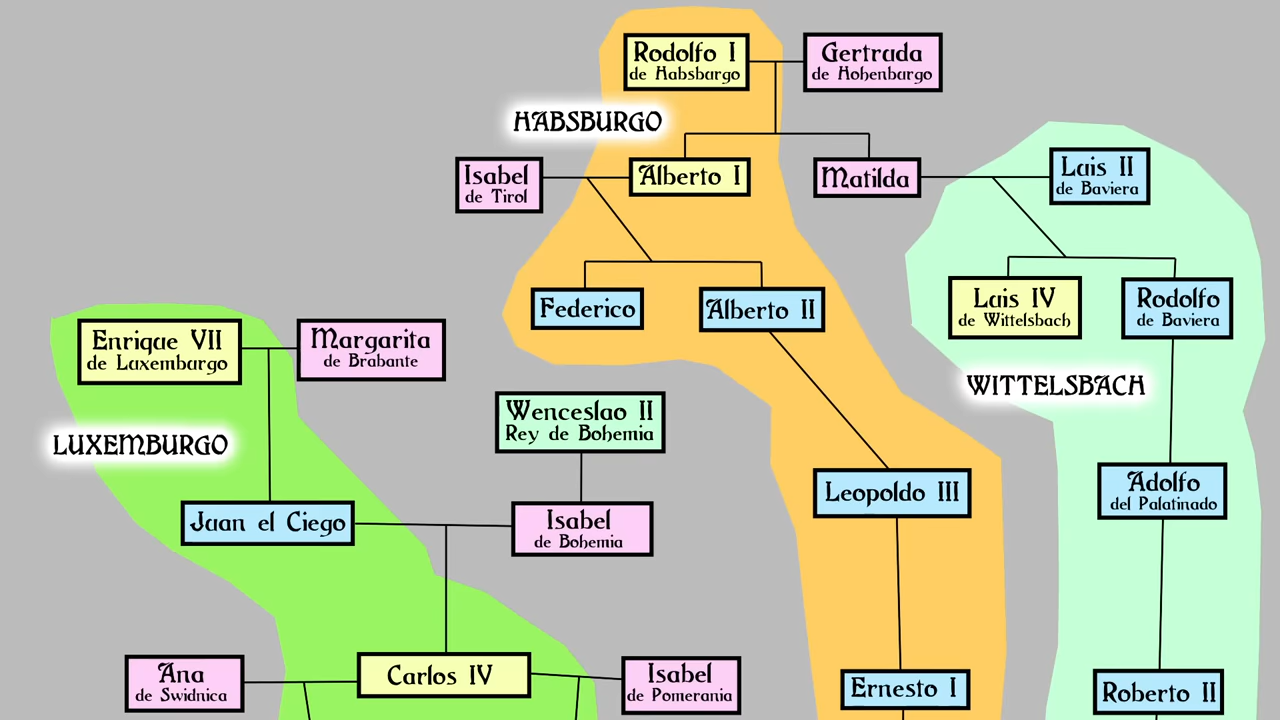 Rodolfo I
de Habsburgo
Gertruda
de Hohenburgo
HABSBURGO
Isabel
de Tirol
Alberto I
Matilda
Luis II
de Baviera
Federico
Alberto II
Luis IV
de Wittelsbach
Rodolfo
de Baviera
Enrique VII
de Luxemburgo
Margarita
de Brabante
WITTELSBACH
Wenceslao II
Rey de Bohemia
LUXEMBURGO
Leopoldo III
Adolfo
del Palatinado
Juan el Ciego
Isabel
de Bohemia
Ana
de Swidnica
Carlos IV
Isabel
de Pomerania
Ernesto I
Roberto II